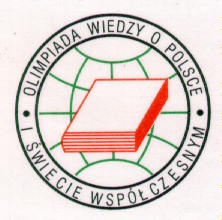 OLIMPIADA WIEDZY O POLSCE
• I ŚWIECIE WSPÓŁCZESNYM •